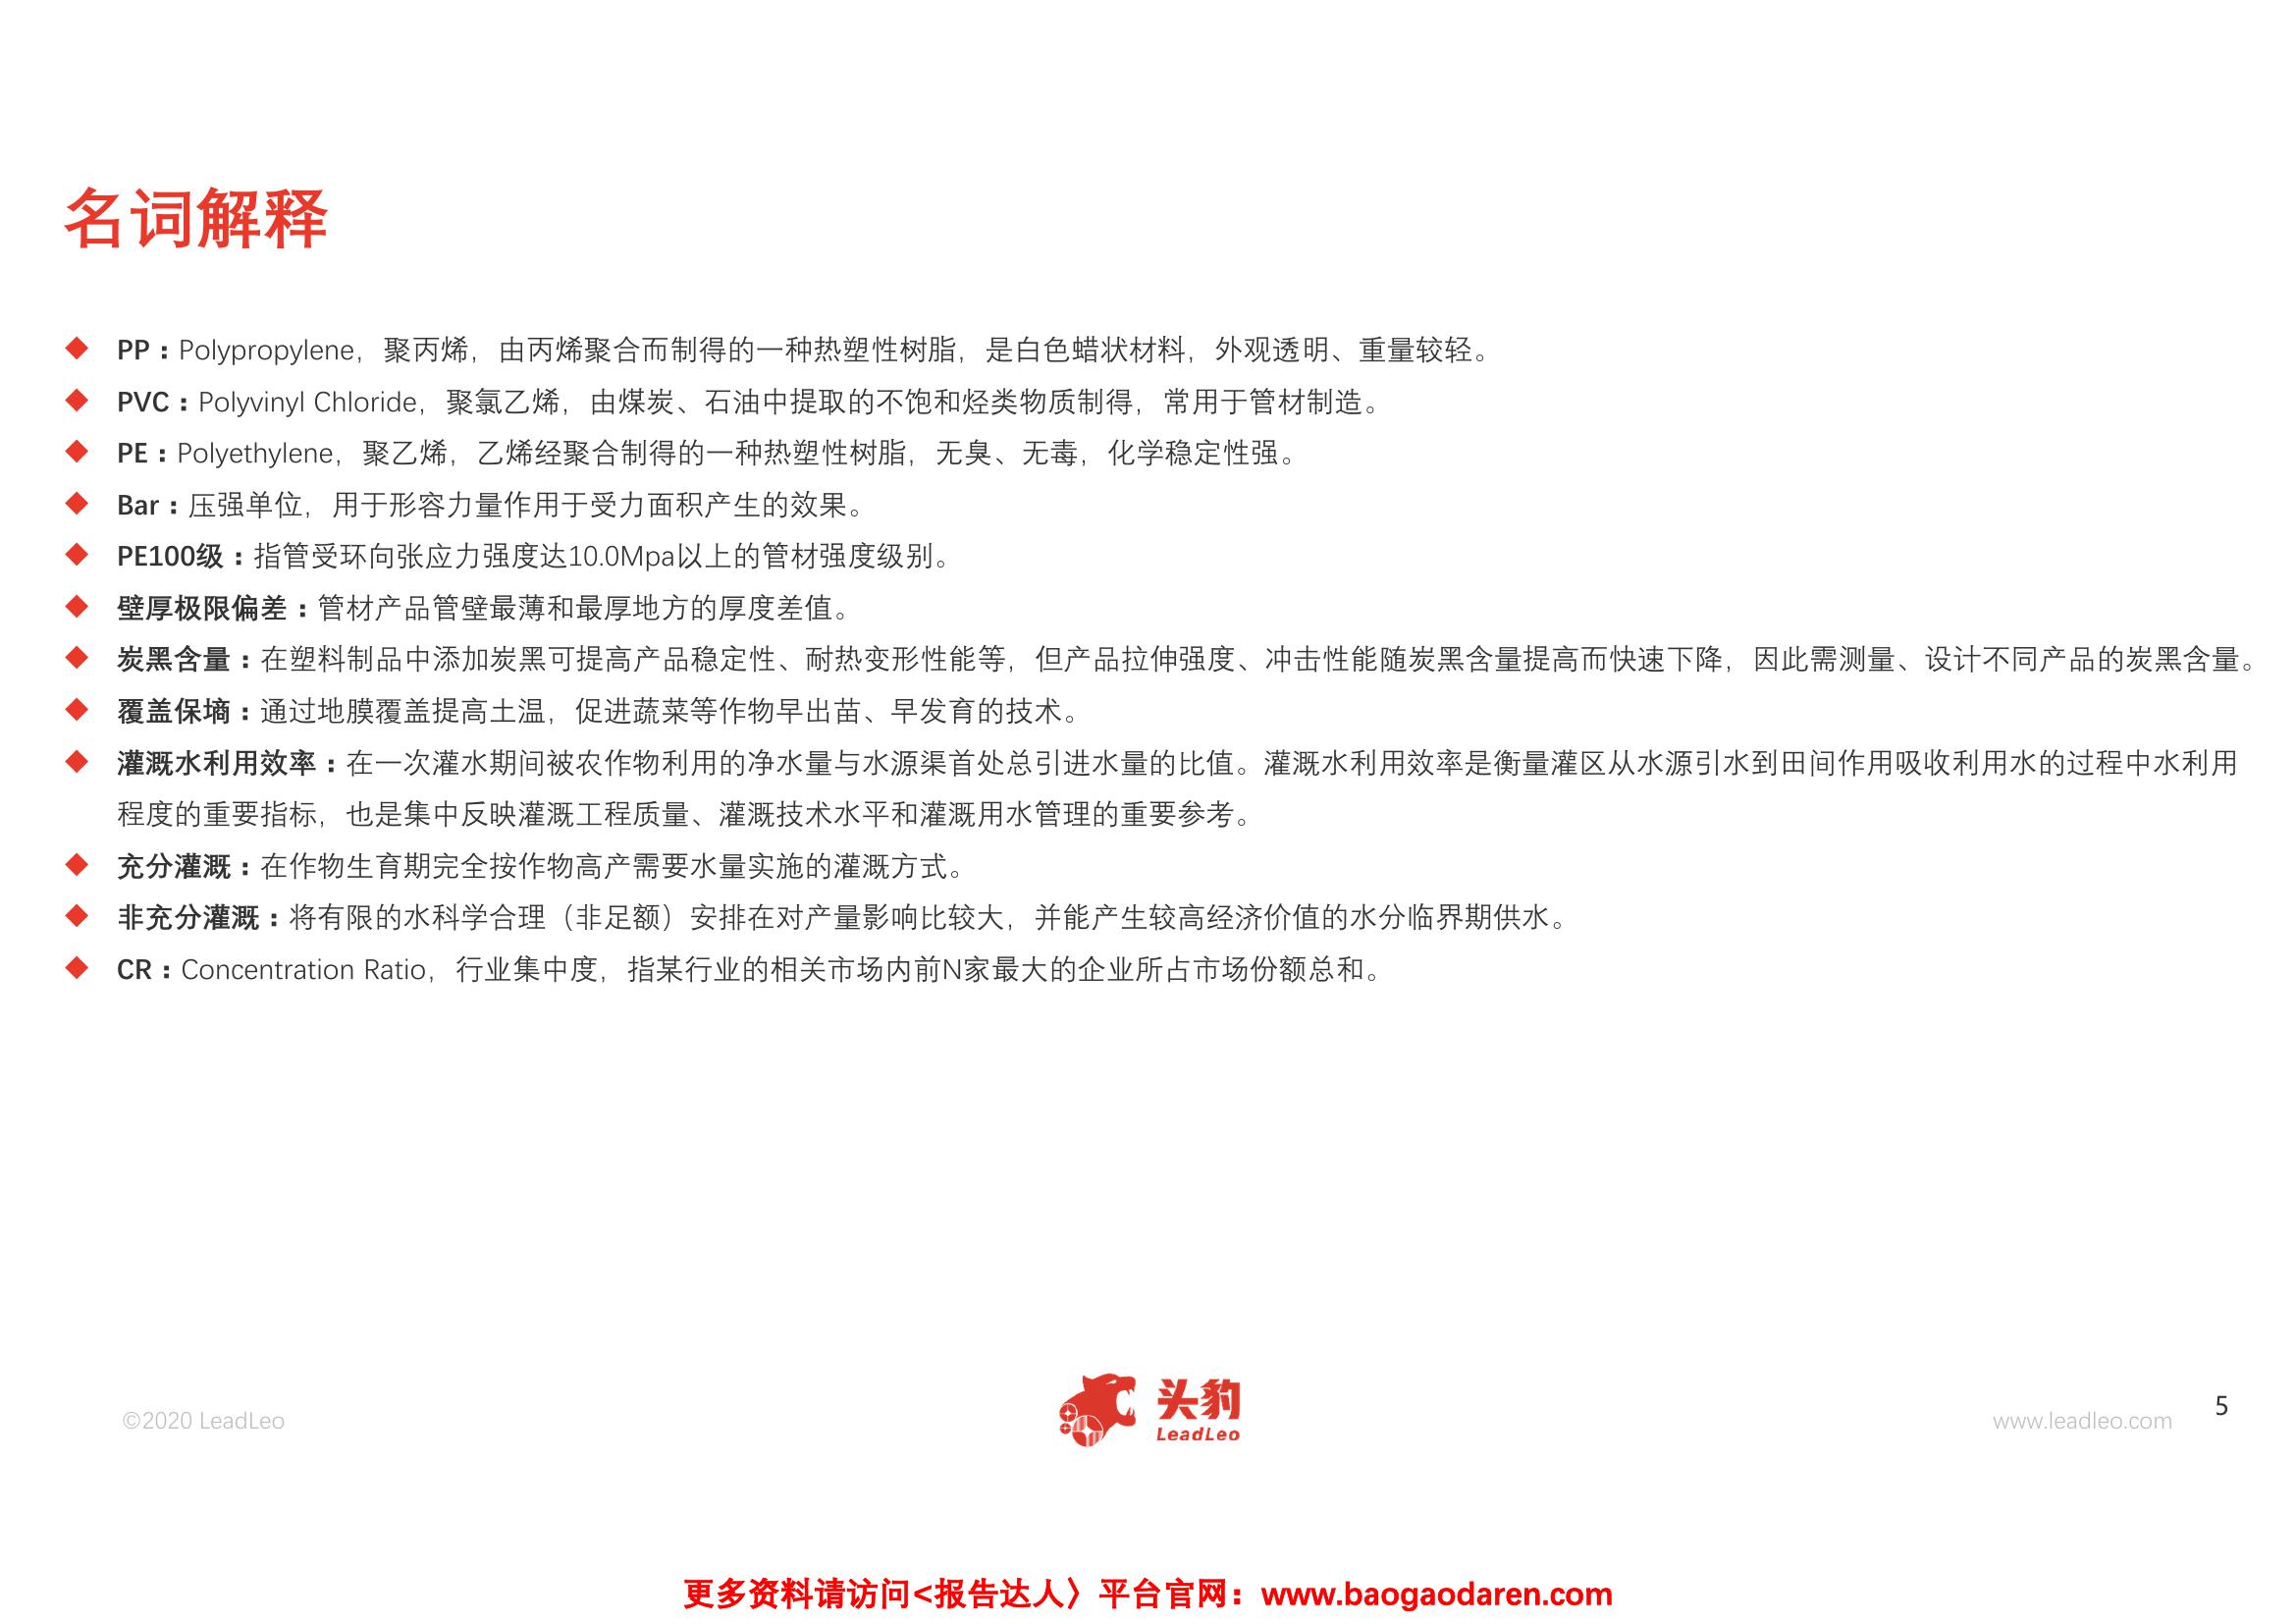 名词解释
PP：Polypropylene，聚丙烯，由丙烯聚合而制得的一种热塑性树脂，是白色蜡状材料，外观透明、重量较轻。
PVC：Polyvinyl Chloride，聚氯乙烯，由煤炭、石油中提取的不饱和烃类物质制得，常用于管材制造。
PE：Polyethylene，聚乙烯，乙烯经聚合制得的一种热塑性树脂，无臭、无毒，化学稳定性强。
Bar：压强单位，用于形容力量作用于受力面积产生的效果。
PE100级：指管受环向张应力强度达10.0Mpa以上的管材强度级别。
壁厚极限偏差：管材产品管壁最薄和最厚地方的厚度差值。
炭黑含量：在塑料制品中添加炭黑可提高产品稳定性、耐热变形性能等，但产品拉伸强度、冲击性能随炭黑含量提高而快速下降，因此需测量、设计不同产品的炭黑含量。
覆盖保墒：通过地膜覆盖提高土温，促进蔬菜等作物早出苗、早发育的技术。
灌溉水利用效率：在一次灌水期间被农作物利用的净水量与水源渠首处总引进水量的比值。灌溉水利用效率是衡量灌区从水源引水到田间作用吸收利用水的过程中水利用
程度的重要指标，也是集中反映灌溉工程质量、灌溉技术水平和灌溉用水管理的重要参考。
充分灌溉：在作物生育期完全按作物高产需要水量实施的灌溉方式。
非充分灌溉：将有限的水科学合理（非足额）安排在对产量影响比较大，并能产生较高经济价值的水分临界期供水。
CR：Concentration Ratio，行业集中度，指某行业的相关市场内前N家最大的企业所占市场份额总和。
©2020 LeadLeo
头豹
LeadLeo
www.leadleo.com
5
更多资料请访问<报告达人〉平台官网：www.baogaodaren.com